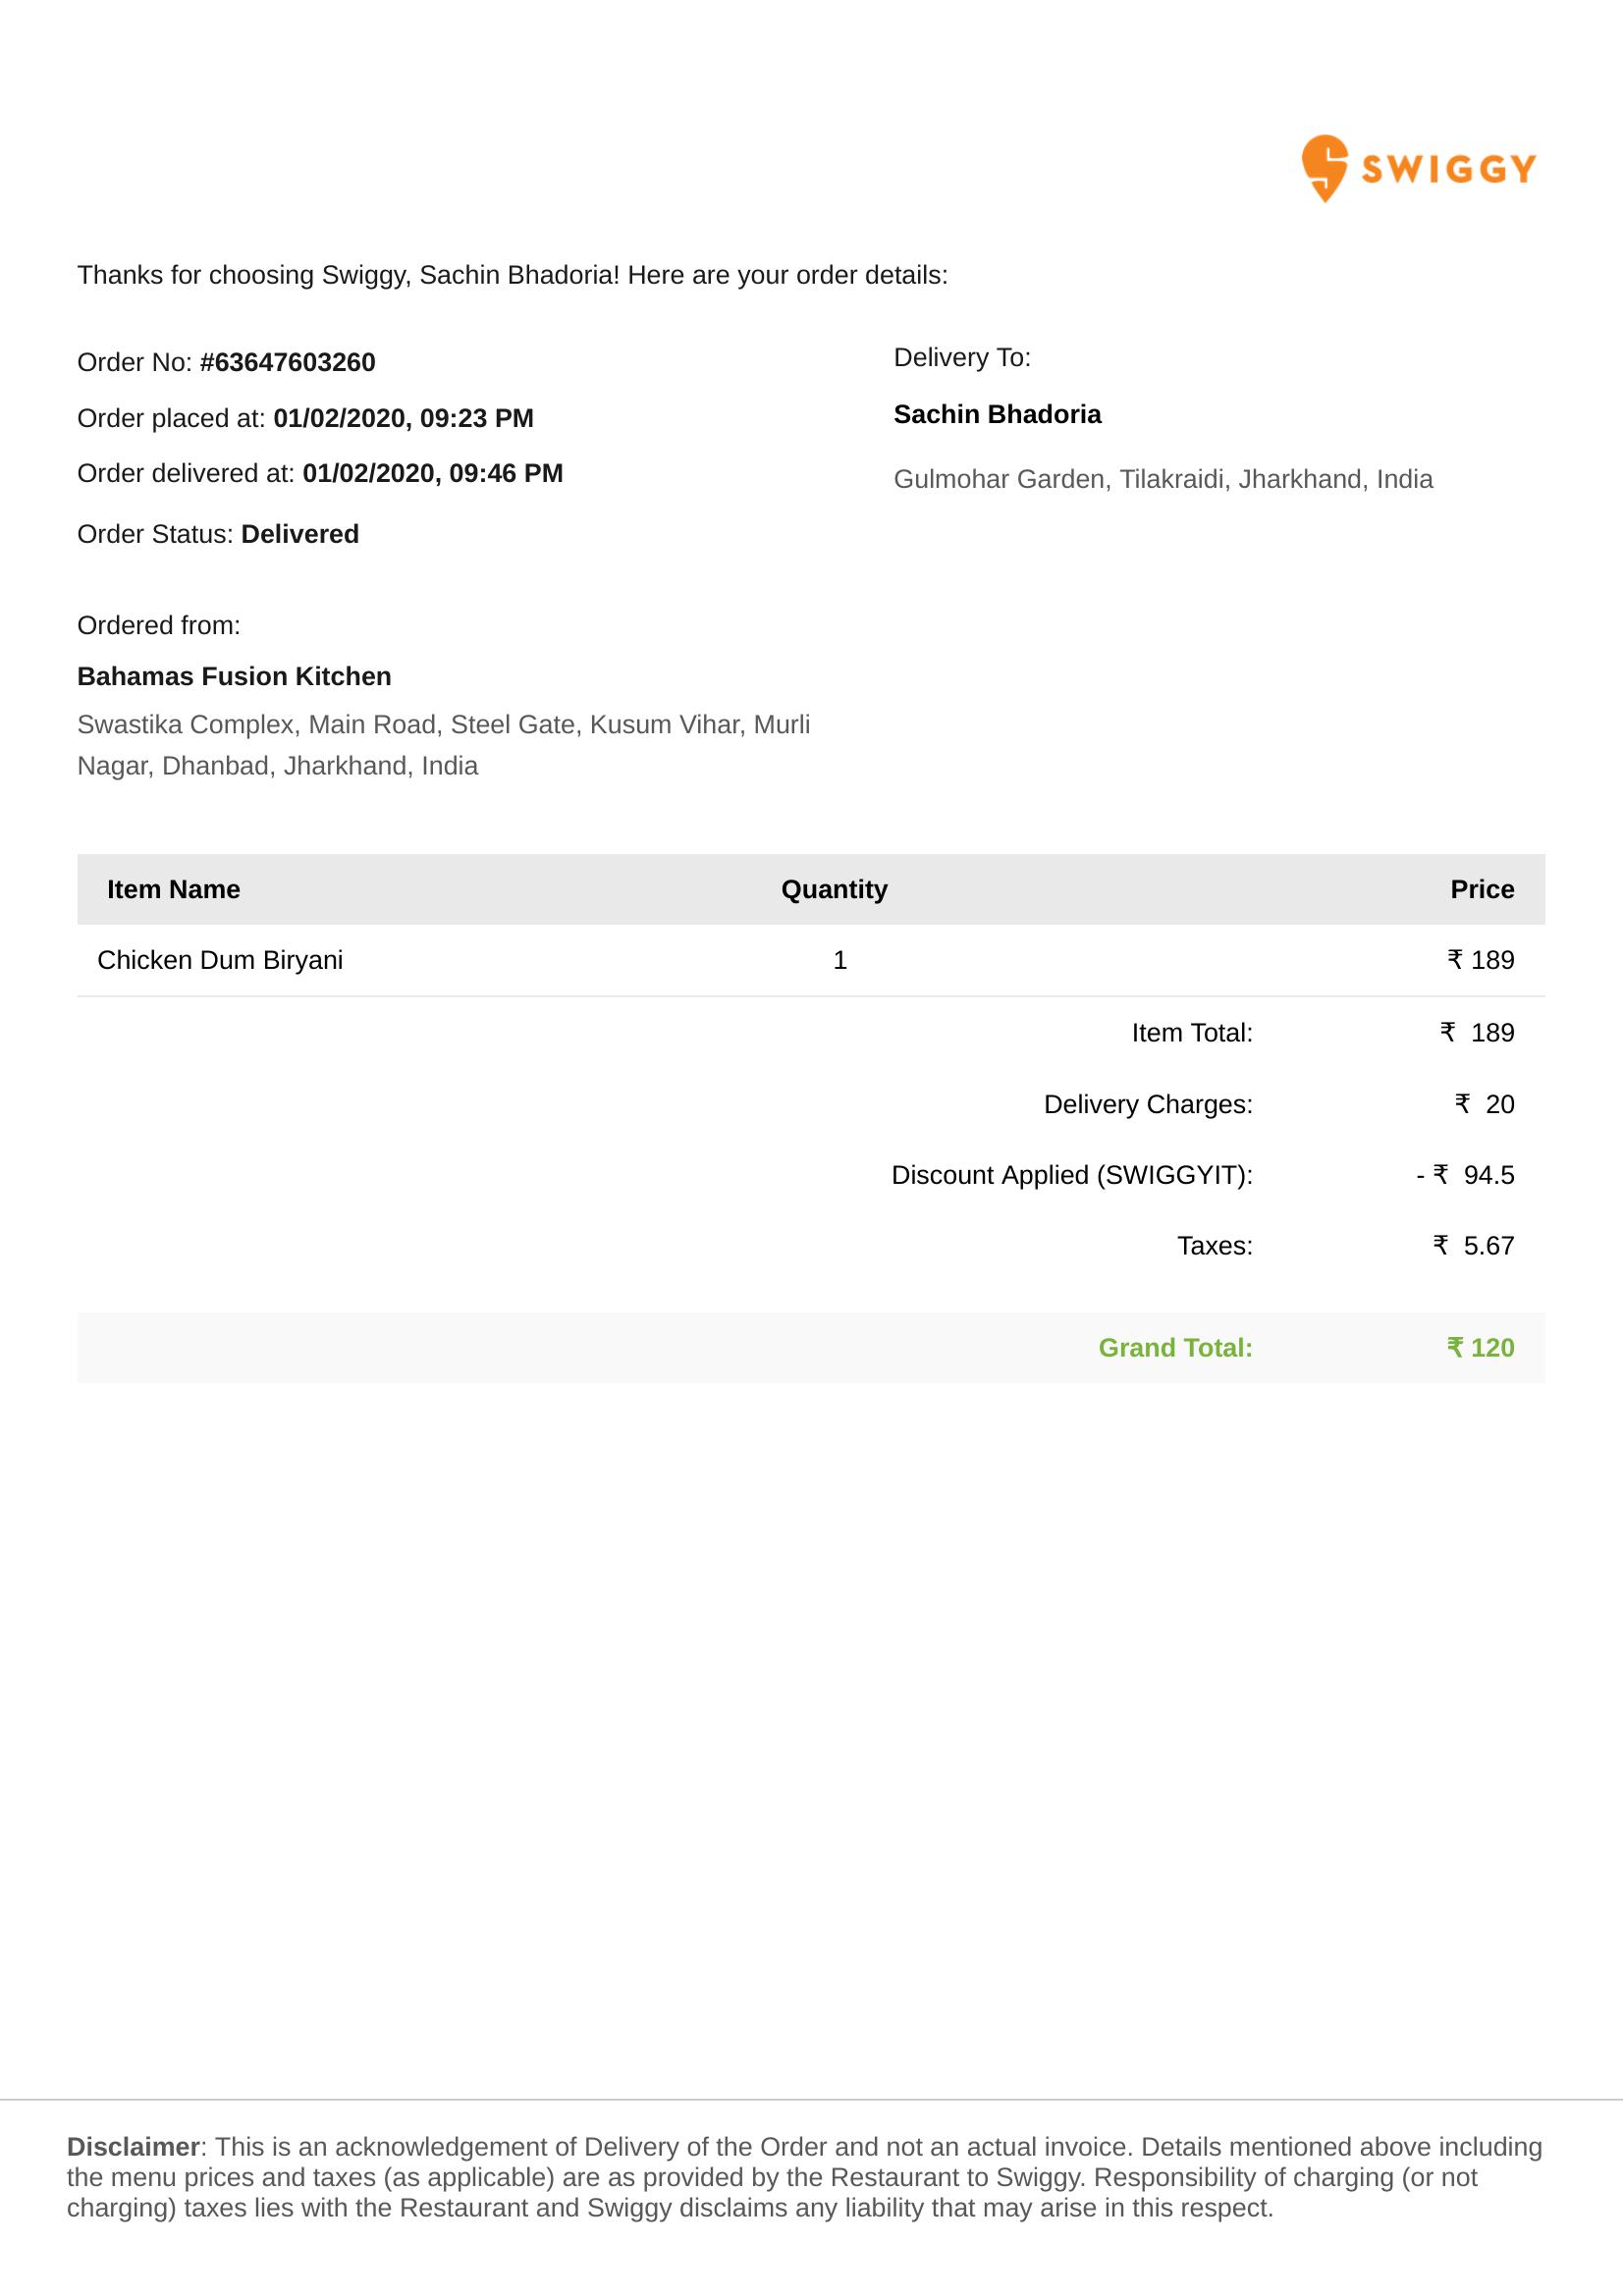 SWIGGY
Thanks for choosing Swiggy, Sachin Bhadoria! Here are your order details:
Order No: #63647603260
Order placed at: 01/02/2020, 09:23 PM
Order delivered at: 01/02/2020, 09:46 PM
Order Status: Delivered
Delivery To:
Sachin Bhadoria
Gulmohar Garden, Tilakraidi, Jharkhand, India
Ordered from:
Bahamas Fusion Kitchen
Swastika Complex, Main Road, Steel Gate, Kusum Vihar, Murli
Nagar, Dhanbad, Jharkhand, India
Item Name Quantity Price
Chicken Dum Biryani 1 ₹ 189
Item Total: ₹ 189
Delivery Charges: ₹ 20
Discount Applied (SWIGGYIT): - ₹ 94.5
Taxes: ₹ 5.67
Grand Total: ₹ 120
Disclaimer: This is an acknowledgement of Delivery of the Order and not an actual invoice. Details mentioned above including
the menu prices and taxes (as applicable) are as provided by the Restaurant to Swiggy. Responsibility of charging (or not
charging) taxes lies with the Restaurant and Swiggy disclaims any liability that may arise in this respect.